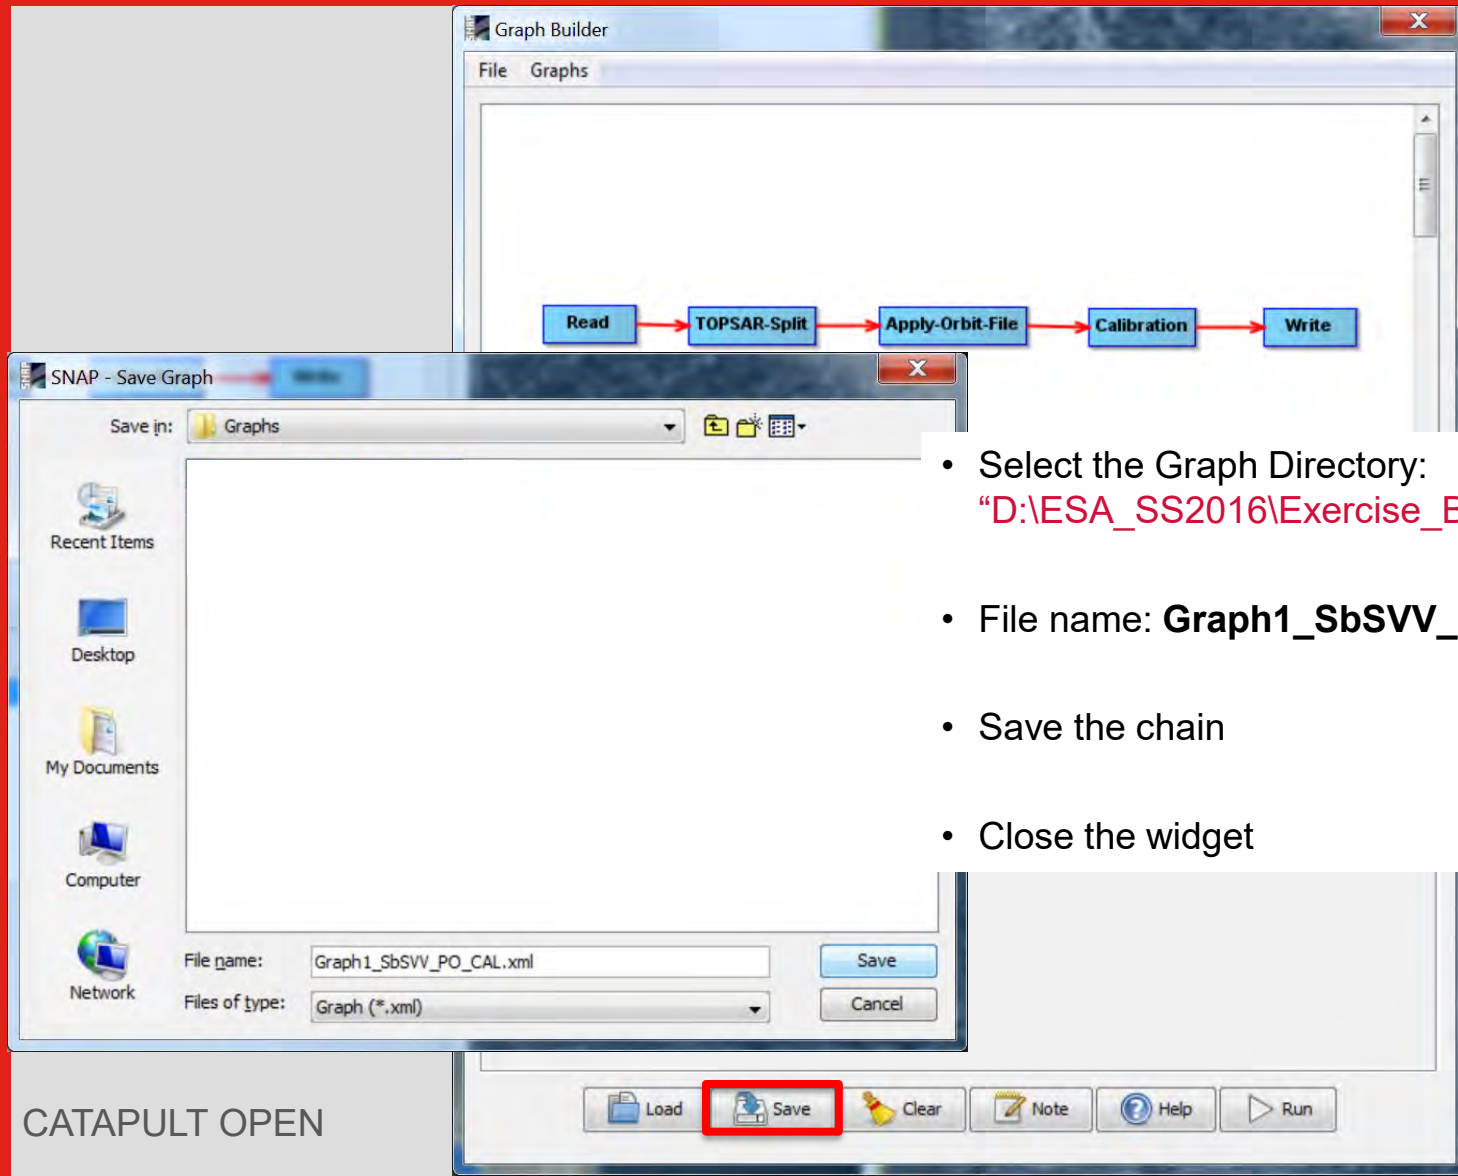 Graph Builder
File Graphs
Read TOPSAR-Split Apply-Orbit-File Calibration Write
SNAP - Save Graph
Save in: Graphs
Recent Items
Desktop
My Documents
Computer
Network
• Select the Graph Directory:
“D:\ESA_SS2016\Exercise_
• File name: Graph1_SbSVV_
• Save the chain
• Close the widget
File name: Graph1_SbSVV_PO_CAL.xml Save
Files of type: Graph (*.xml) Cancel
Load Save Clear Note Help Run
CATAPULT OPEN